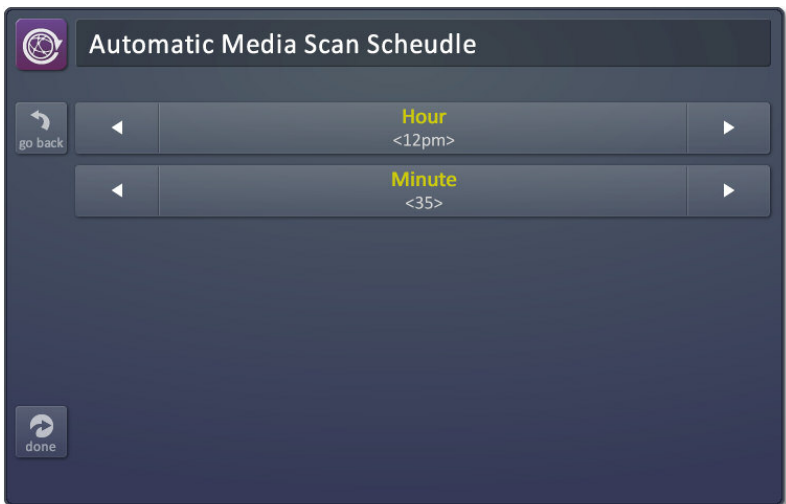 Automatic Media Scan Scheudle
go back
Hour
<12pm>
Minute
<35>
done